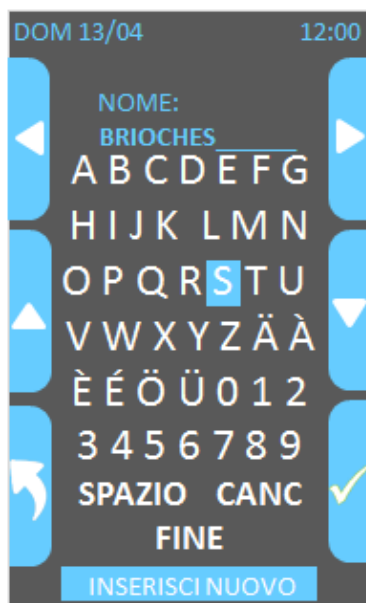 DOM 13/04 12:00
NOME:
BRIOCHES______
A B C D E F G
H I J K L M N
O P Q R S T U
V W X Y Z Ä À
È É Ö Ü 0 1 2
3 4 5 6 7 8 9
SPAZIO CANC
FINE
INSERISCI NUOVO